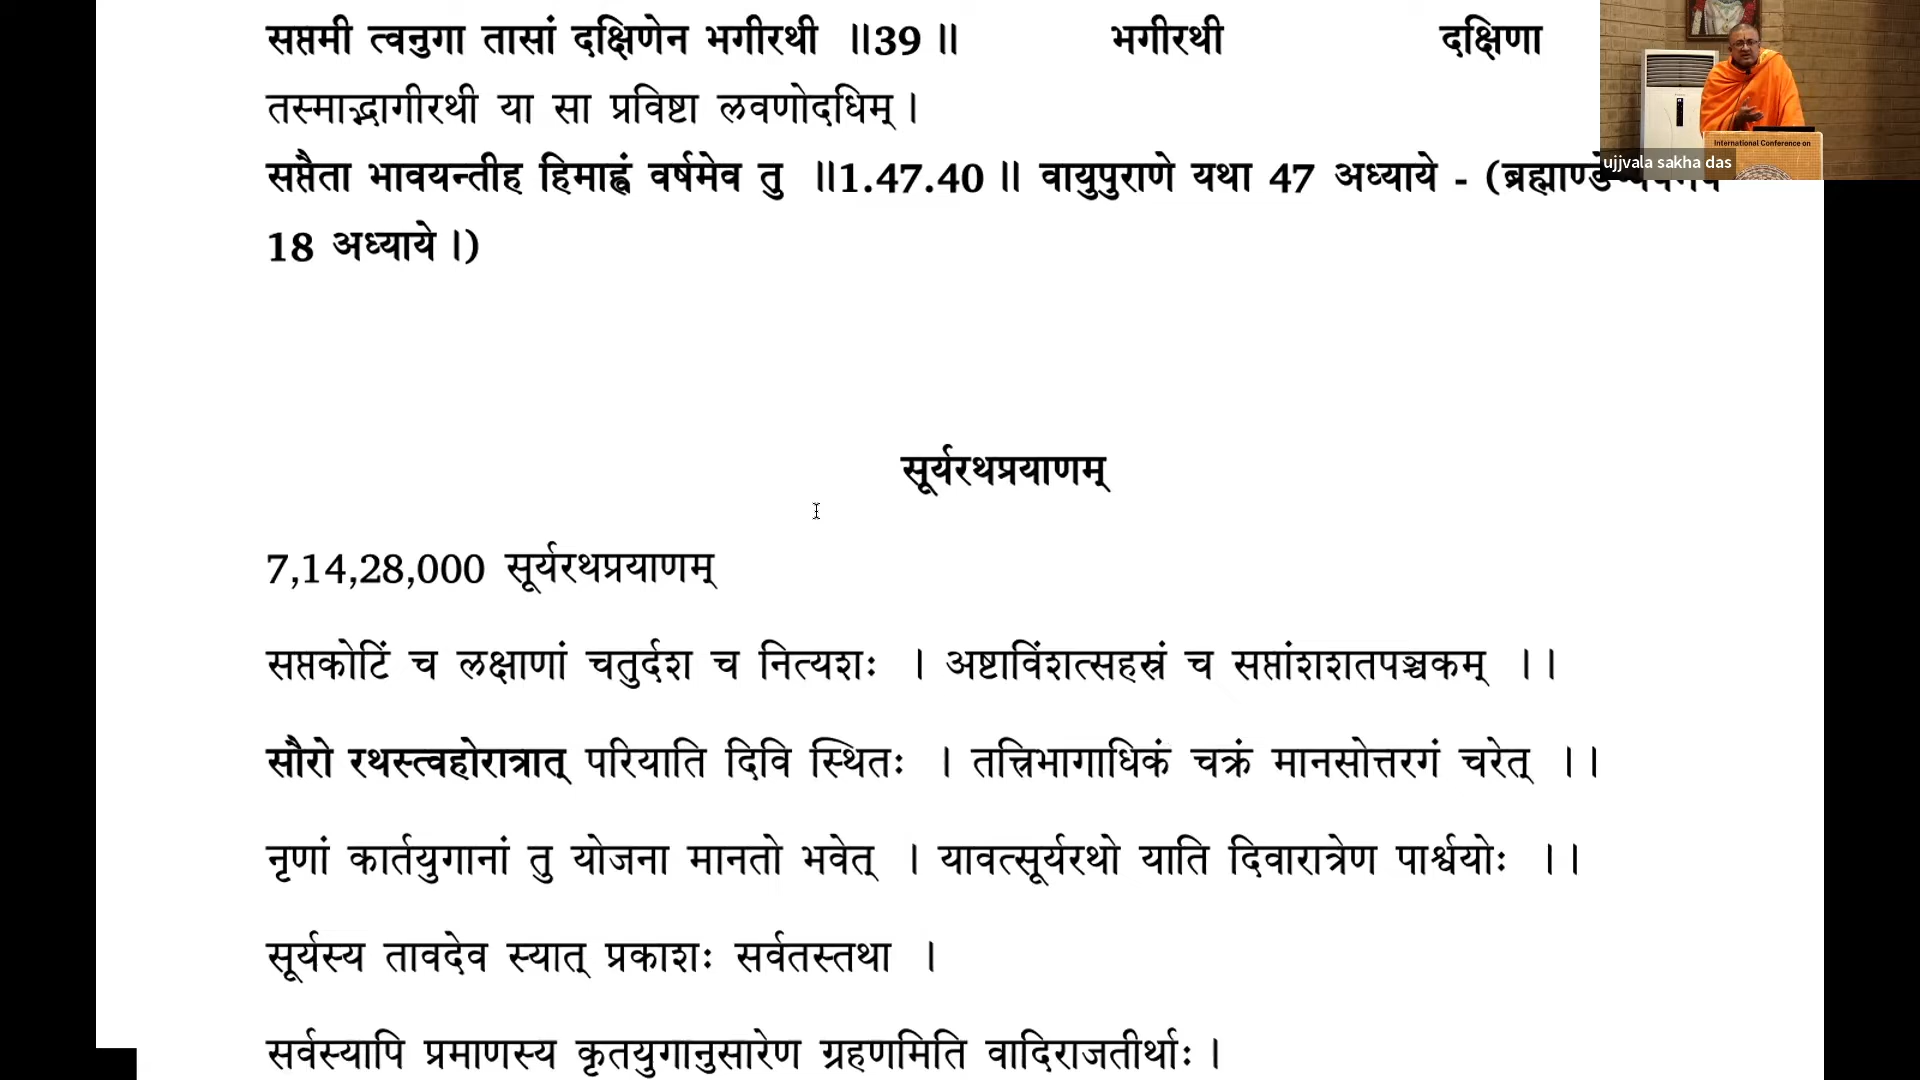 सप्तमी त्वनुगा तासां दक्षिणेन भगीरथी ॥39॥ भगीरथी दक्षिणा
तस्माद्भागीरथी या सा प्रविष्टा लवणोदधिम्।
सप्तैता भावयन्तीह हिमाह्वं वर्षमेव तु ॥1.47.40॥ वायुपुराणे यथा 47 अध्याये - (ब्रह्माण्डे
18 अध्याये।)
सूर्यरथप्रयाणम्
7,14,28,000 सूर्यरथप्रयाणम्
सप्तकोटिं च लक्षाणां चतुर्दश च नित्यशः । अष्टाविंशत्सहस्रं च सप्तांशशतपञ्चकम् ।।
सौरो रथस्त्वहोरात्रात् परियाति दिवि स्थितः । तत्त्रिभागाधिकं चक्रं मानसोत्तरगं चरेत् ।।
नृणां कार्तयुगानां तु योजना मानतो भवेत् । यावत्सूर्यरथो याति दिवारात्रेण पार्श्वयोः ।।
सूर्यस्य तावदेव स्यात् प्रकाशः सर्वतस्तथा ।
सर्वस्यापि प्रमाणस्य कृतयुगानुसारेण ग्रहणमिति वादिराजतीर्थाः।
International Conference on
ujjvala sakha das